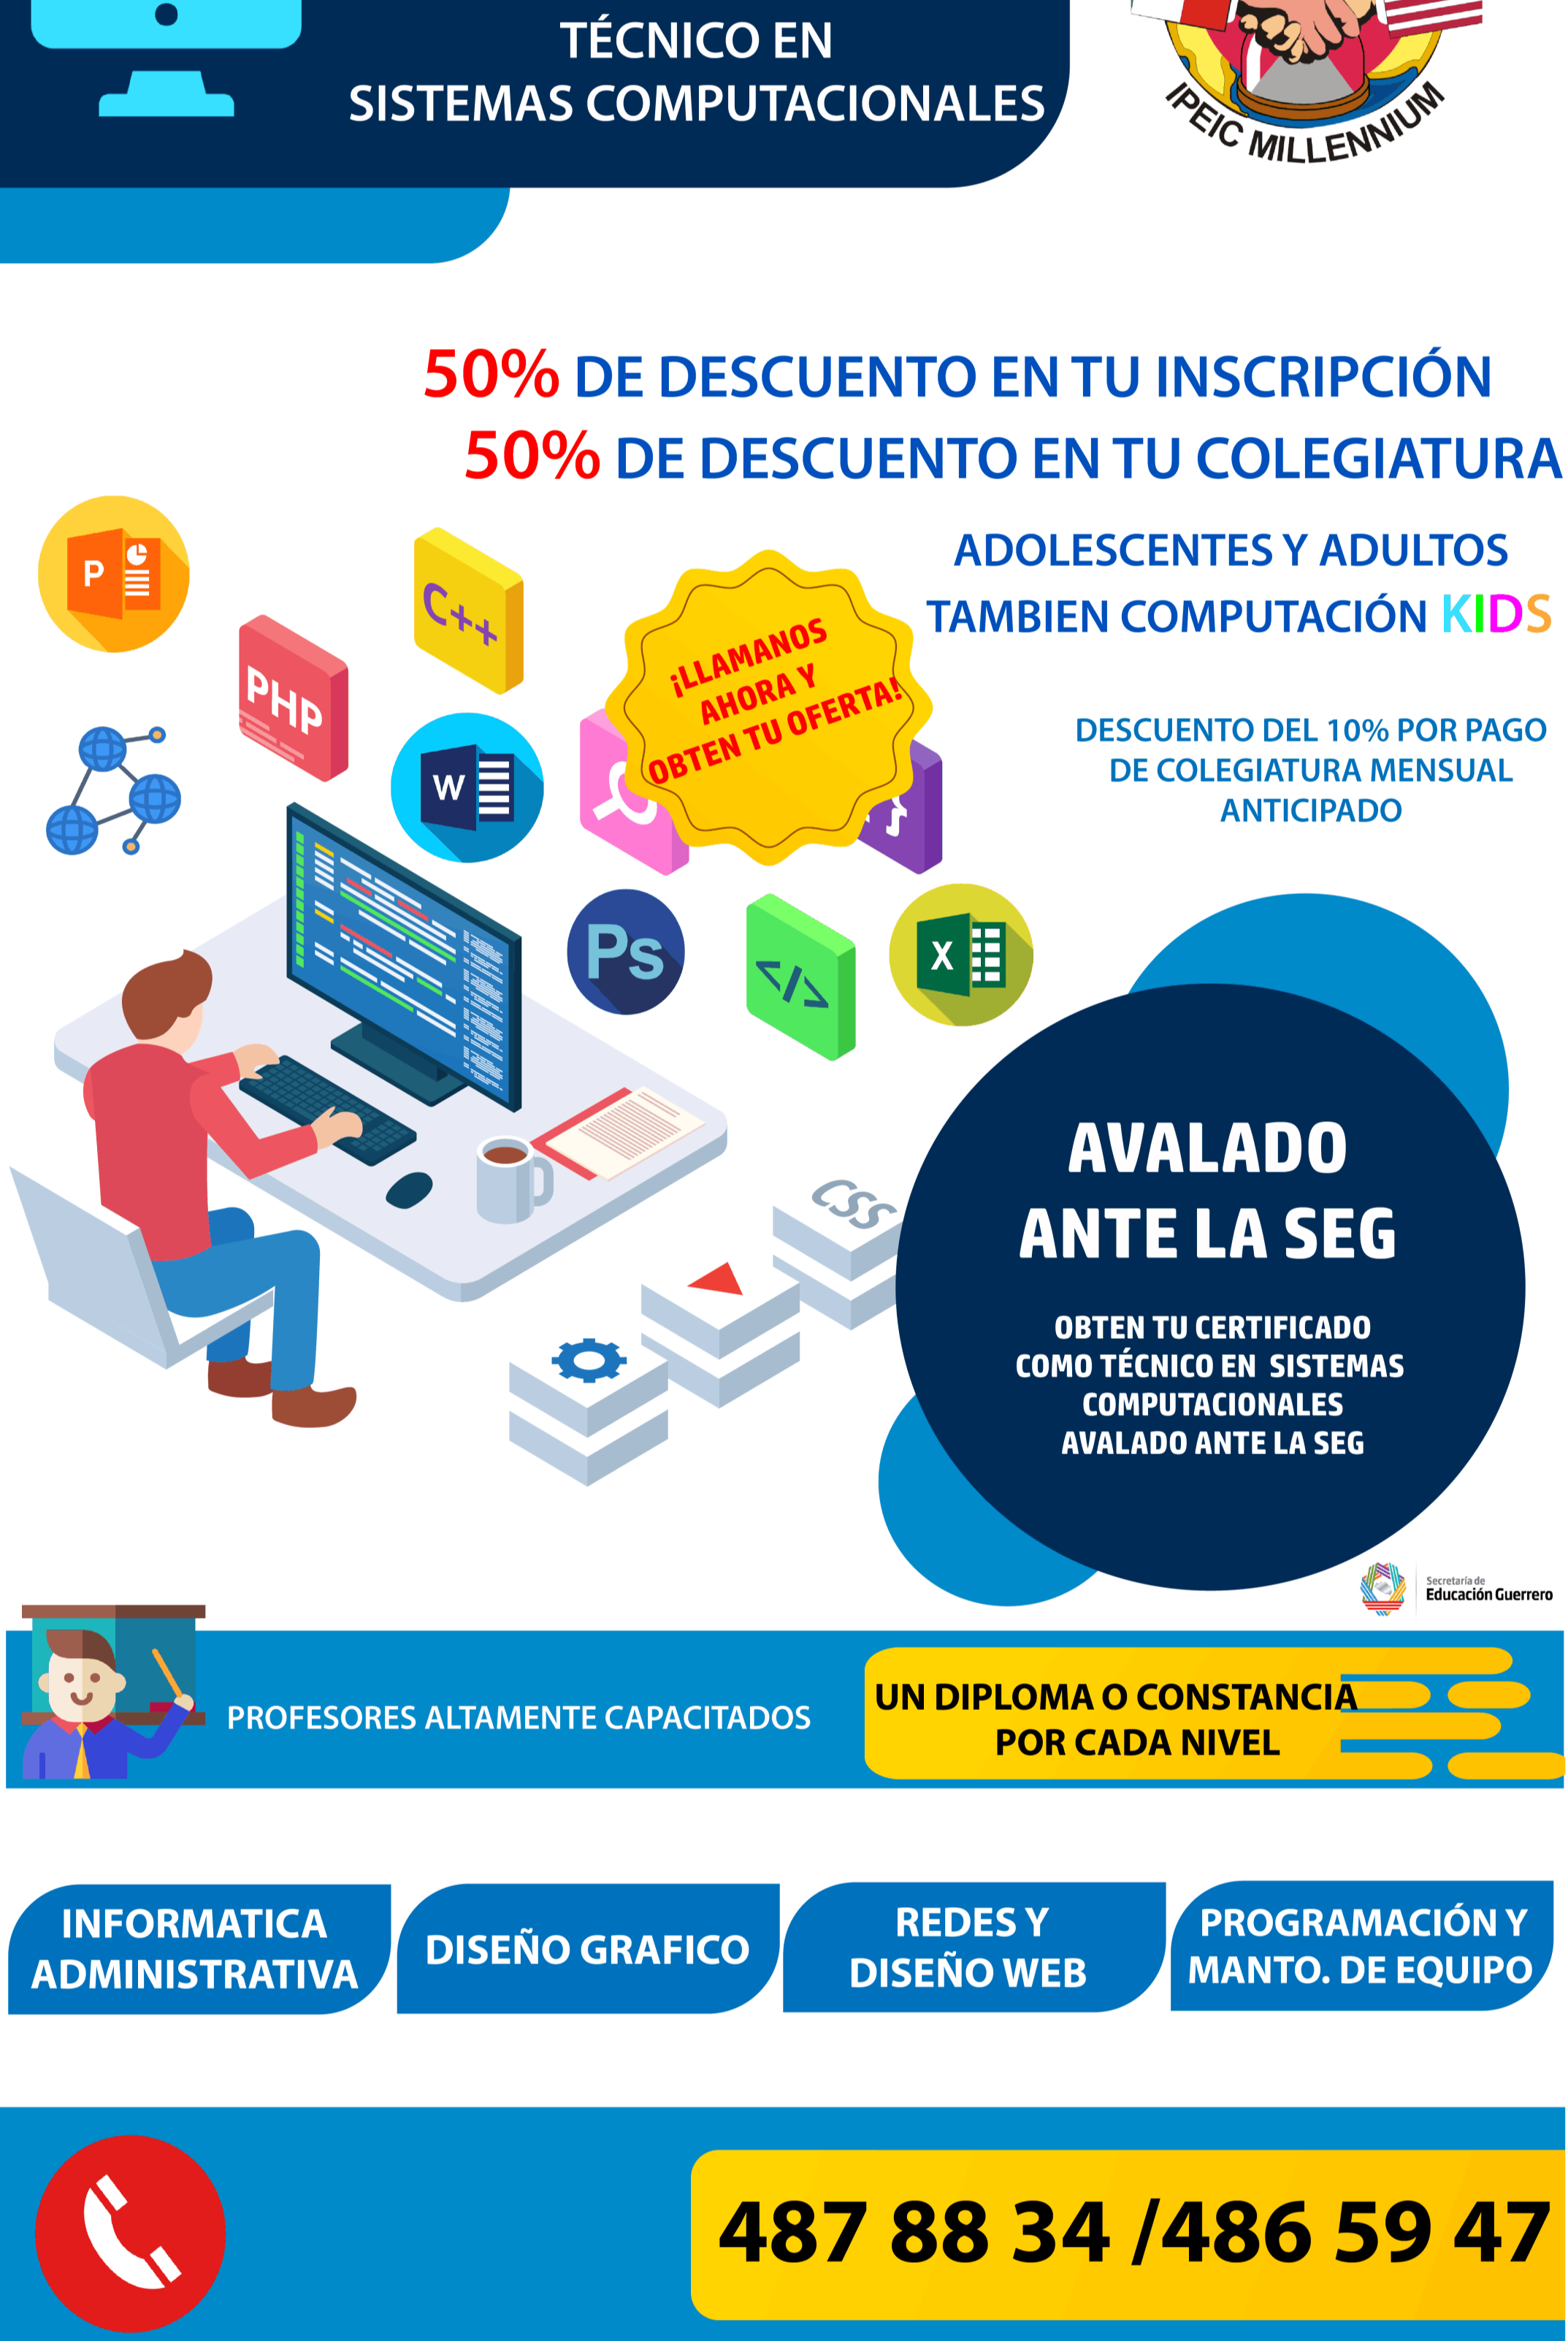 TÉCNICO EN
SISTEMAS COMPUTACIONALES
IPEIC MILLENNIUM
50% DE DESCUENTO EN TU INSCRIPCIÓN
50% DE DESCUENTO EN TU COLEGIATURA
ADOLESCENTES Y ADULTOS
TAMBIEN COMPUTACIÓN KIDS
P
C++
PHP
¡LLAMANOS
AHORA Y
OBTEN TU OFERTA!
W
DESCUENTO DEL 10% POR PAGO
DE COLEGIATURA MENSUAL
ANTICIPADO
Ps
</>
X
CSS
AVALADO
ANTE LA SEG
OBTEN TU CERTIFICADO
COMO TÉCNICO EN SISTEMAS
COMPUTACIONALES
AVALADO ANTE LA SEG
Secretaría de
Educación Guerrero
PROFESORES ALTAMENTE CAPACITADOS
UN DIPLOMA O CONSTANCIA
POR CADA NIVEL
INFORMATICA
ADMINISTRATIVA
DISEÑO GRAFICO
REDES Y
DISEÑO WEB
PROGRAMACIÓN Y
MANTO. DE EQUIPO
487 88 34 /486 59 47